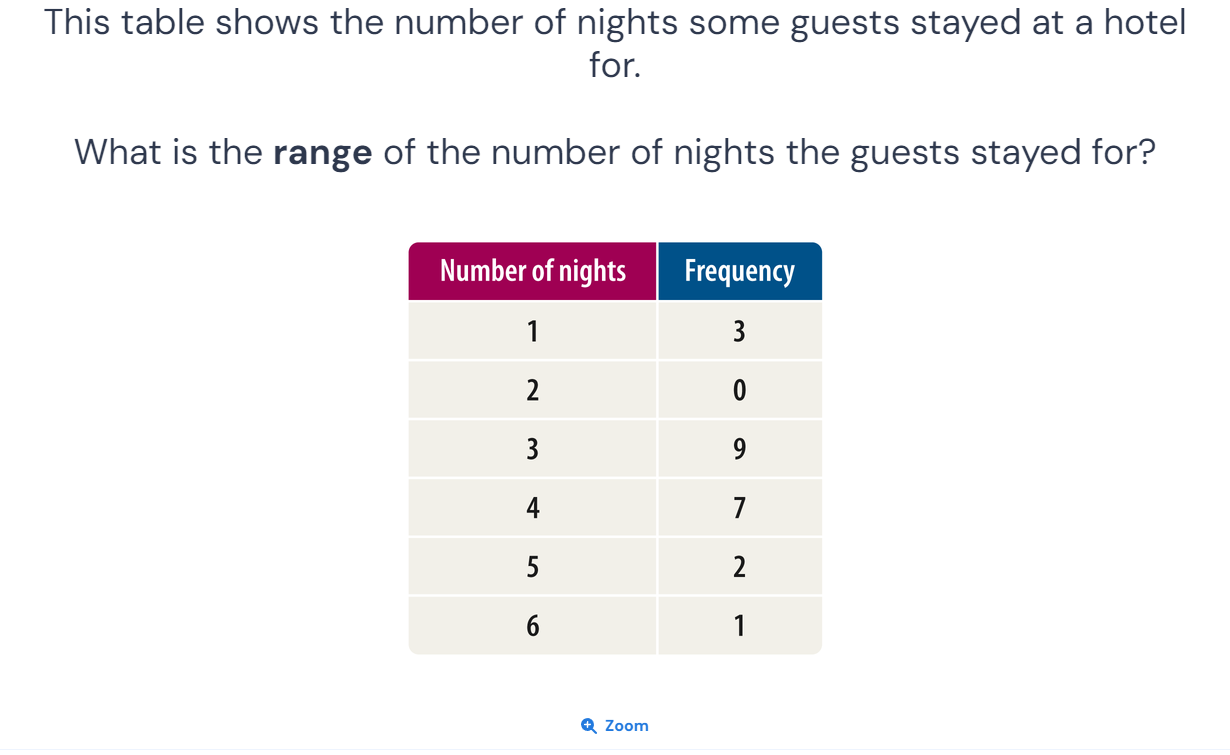 This table shows the number of nights some guests stayed at a hotel
for.
What is the range of the number of nights the guests stayed for?
Number of nights Frequency
1 3
2 0
3 9
4 7
5 2
6 1
Zoom